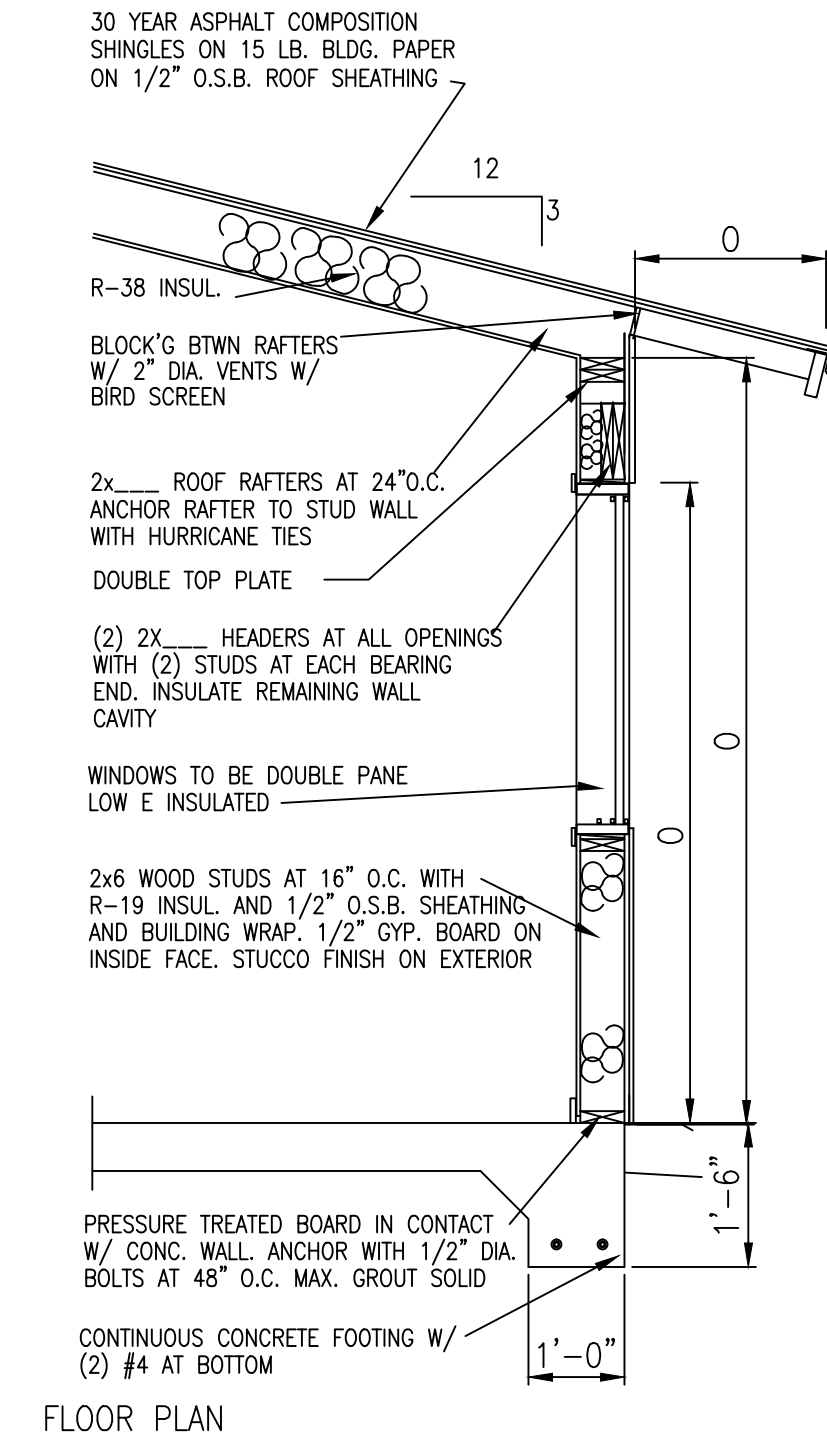 30 YEAR ASPHALT COMPOSITION
SHINGLES ON 15 LB. BLDG. PAPER
ON 1/2" O.S.B. ROOF SHEATHING
12
3
0
R-38 INSUL.
BLOCK'G BTWN RAFTERS
W/ 2" DIA. VENTS W/
BIRD SCREEN
2x___ ROOF RAFTERS AT 24"O.C.
ANCHOR RAFTER TO STUD WALL
WITH HURRICANE TIES
DOUBLE TOP PLATE
(2) 2X___ HEADERS AT ALL OPENINGS
WITH (2) STUDS AT EACH BEARING
END. INSULATE REMAINING WALL
CAVITY
0
WINDOWS TO BE DOUBLE PANE
LOW E INSULATED
0
2x6 WOOD STUDS AT 16" O.C. WITH
R-19 INSUL. AND 1/2" O.S.B. SHEATHING
AND BUILDING WRAP. 1/2" GYP. BOARD ON
INSIDE FACE. STUCCO FINISH ON EXTERIOR
1'-6"
PRESSURE TREATED BOARD IN CONTACT
W/ CONC. WALL. ANCHOR WITH 1/2" DIA.
BOLTS AT 48" O.C. MAX. GROUT SOLID
CONTINUOUS CONCRETE FOOTING W/
(2) #4 AT BOTTOM
1'-0"
FLOOR PLAN